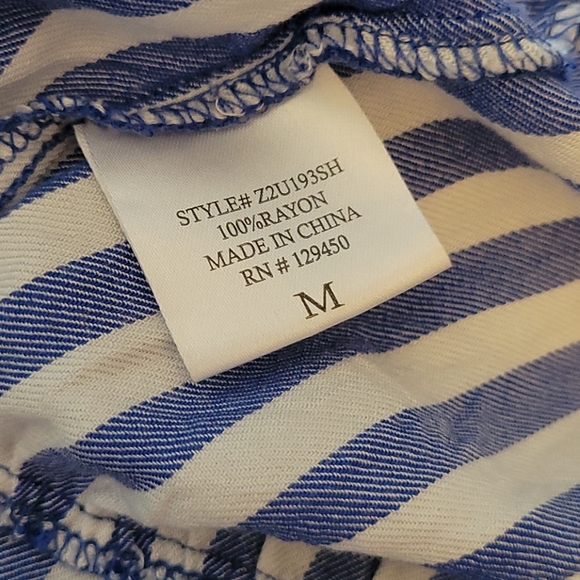 STYLE# Z2U193SH
100%RAYON
MADE IN CHINA
RN # 129450
M